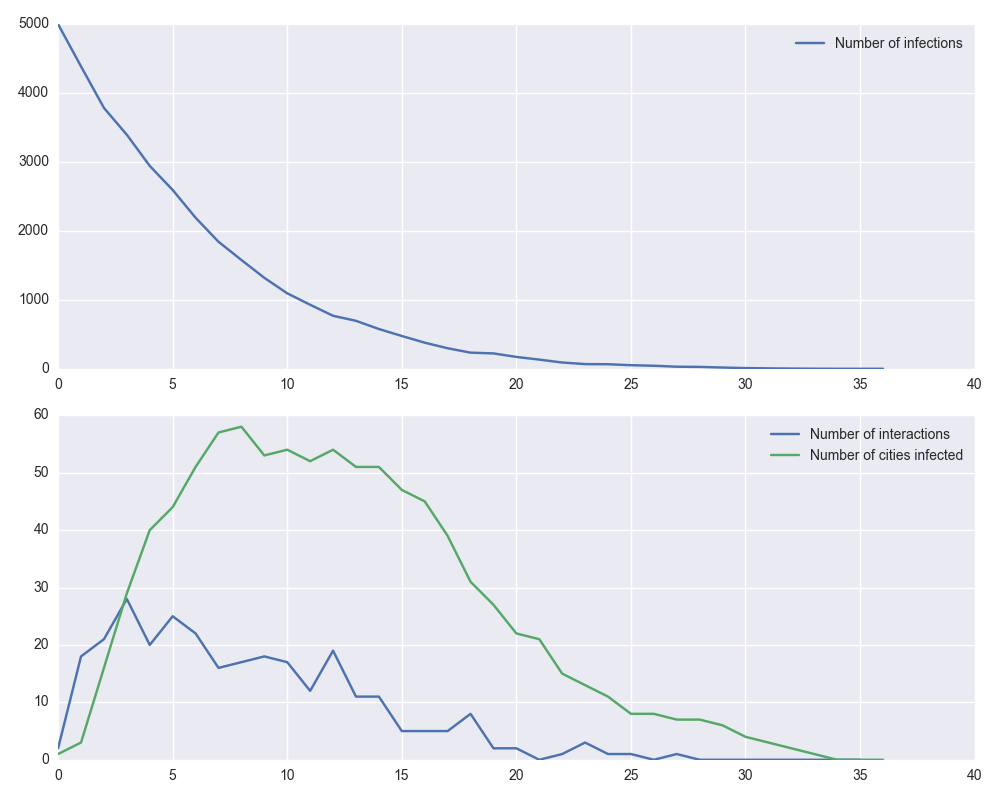 5000
Number of infections
4000
3000
2000
1000
0
0 5 10 15 20 25 30 35 40
60
Number of interactions
Number of cities infected
50
40
30
20
10
0
0 5 10 15 20 25 30 35 40